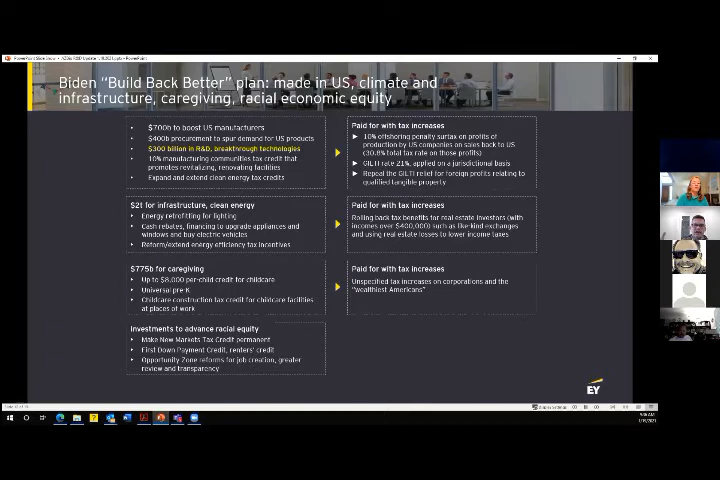 Biden "Build Back Better" plan: made in US, climate and
infrastructure, caregiving, racial economic equity
• $700b to boost US manufacturers
• $400b procurement to spur demand for US products
• $300 billion in R&D, breakthrough technologies
• 10% manufacturing communities tax credit that
promotes revitalizing, renovating facilities
• Expand and extend clean energy tax credits
Paid for with tax increases
► 10% offshoring penalty surtax on profits of
production by US companies on sales back to US
(30.8% total tax rate on those profits)
► GILTI rate 21%, applied on a jurisdictional basis
► Repeal the GILTI relief for foreign profits relating to
qualified tangible property
$2t for infrastructure, clean energy
• Energy retrofitting for lighting
• Cash rebates, financing to upgrade appliances and
windows and buy electric vehicles
• Reform/extend energy efficiency tax incentives
Paid for with tax increases
Rolling back tax benefits for real estate investors (with
incomes over $400,000) such as like-kind exchanges
and using real estate losses to lower income taxes
$775b for caregiving
• Up to $8,000 per-child credit for childcare
• Universal pre-K
• Childcare construction tax credit for childcare facilities
at places of work
Paid for with tax increases
Unspecified tax increases on corporations and the
"wealthiest Americans"
Investments to advance racial equity
• Make New Markets Tax Credit permanent
• First Down Payment Credit, renters' credit
• Opportunity Zone reforms for job creation, greater
review and transparency
EY